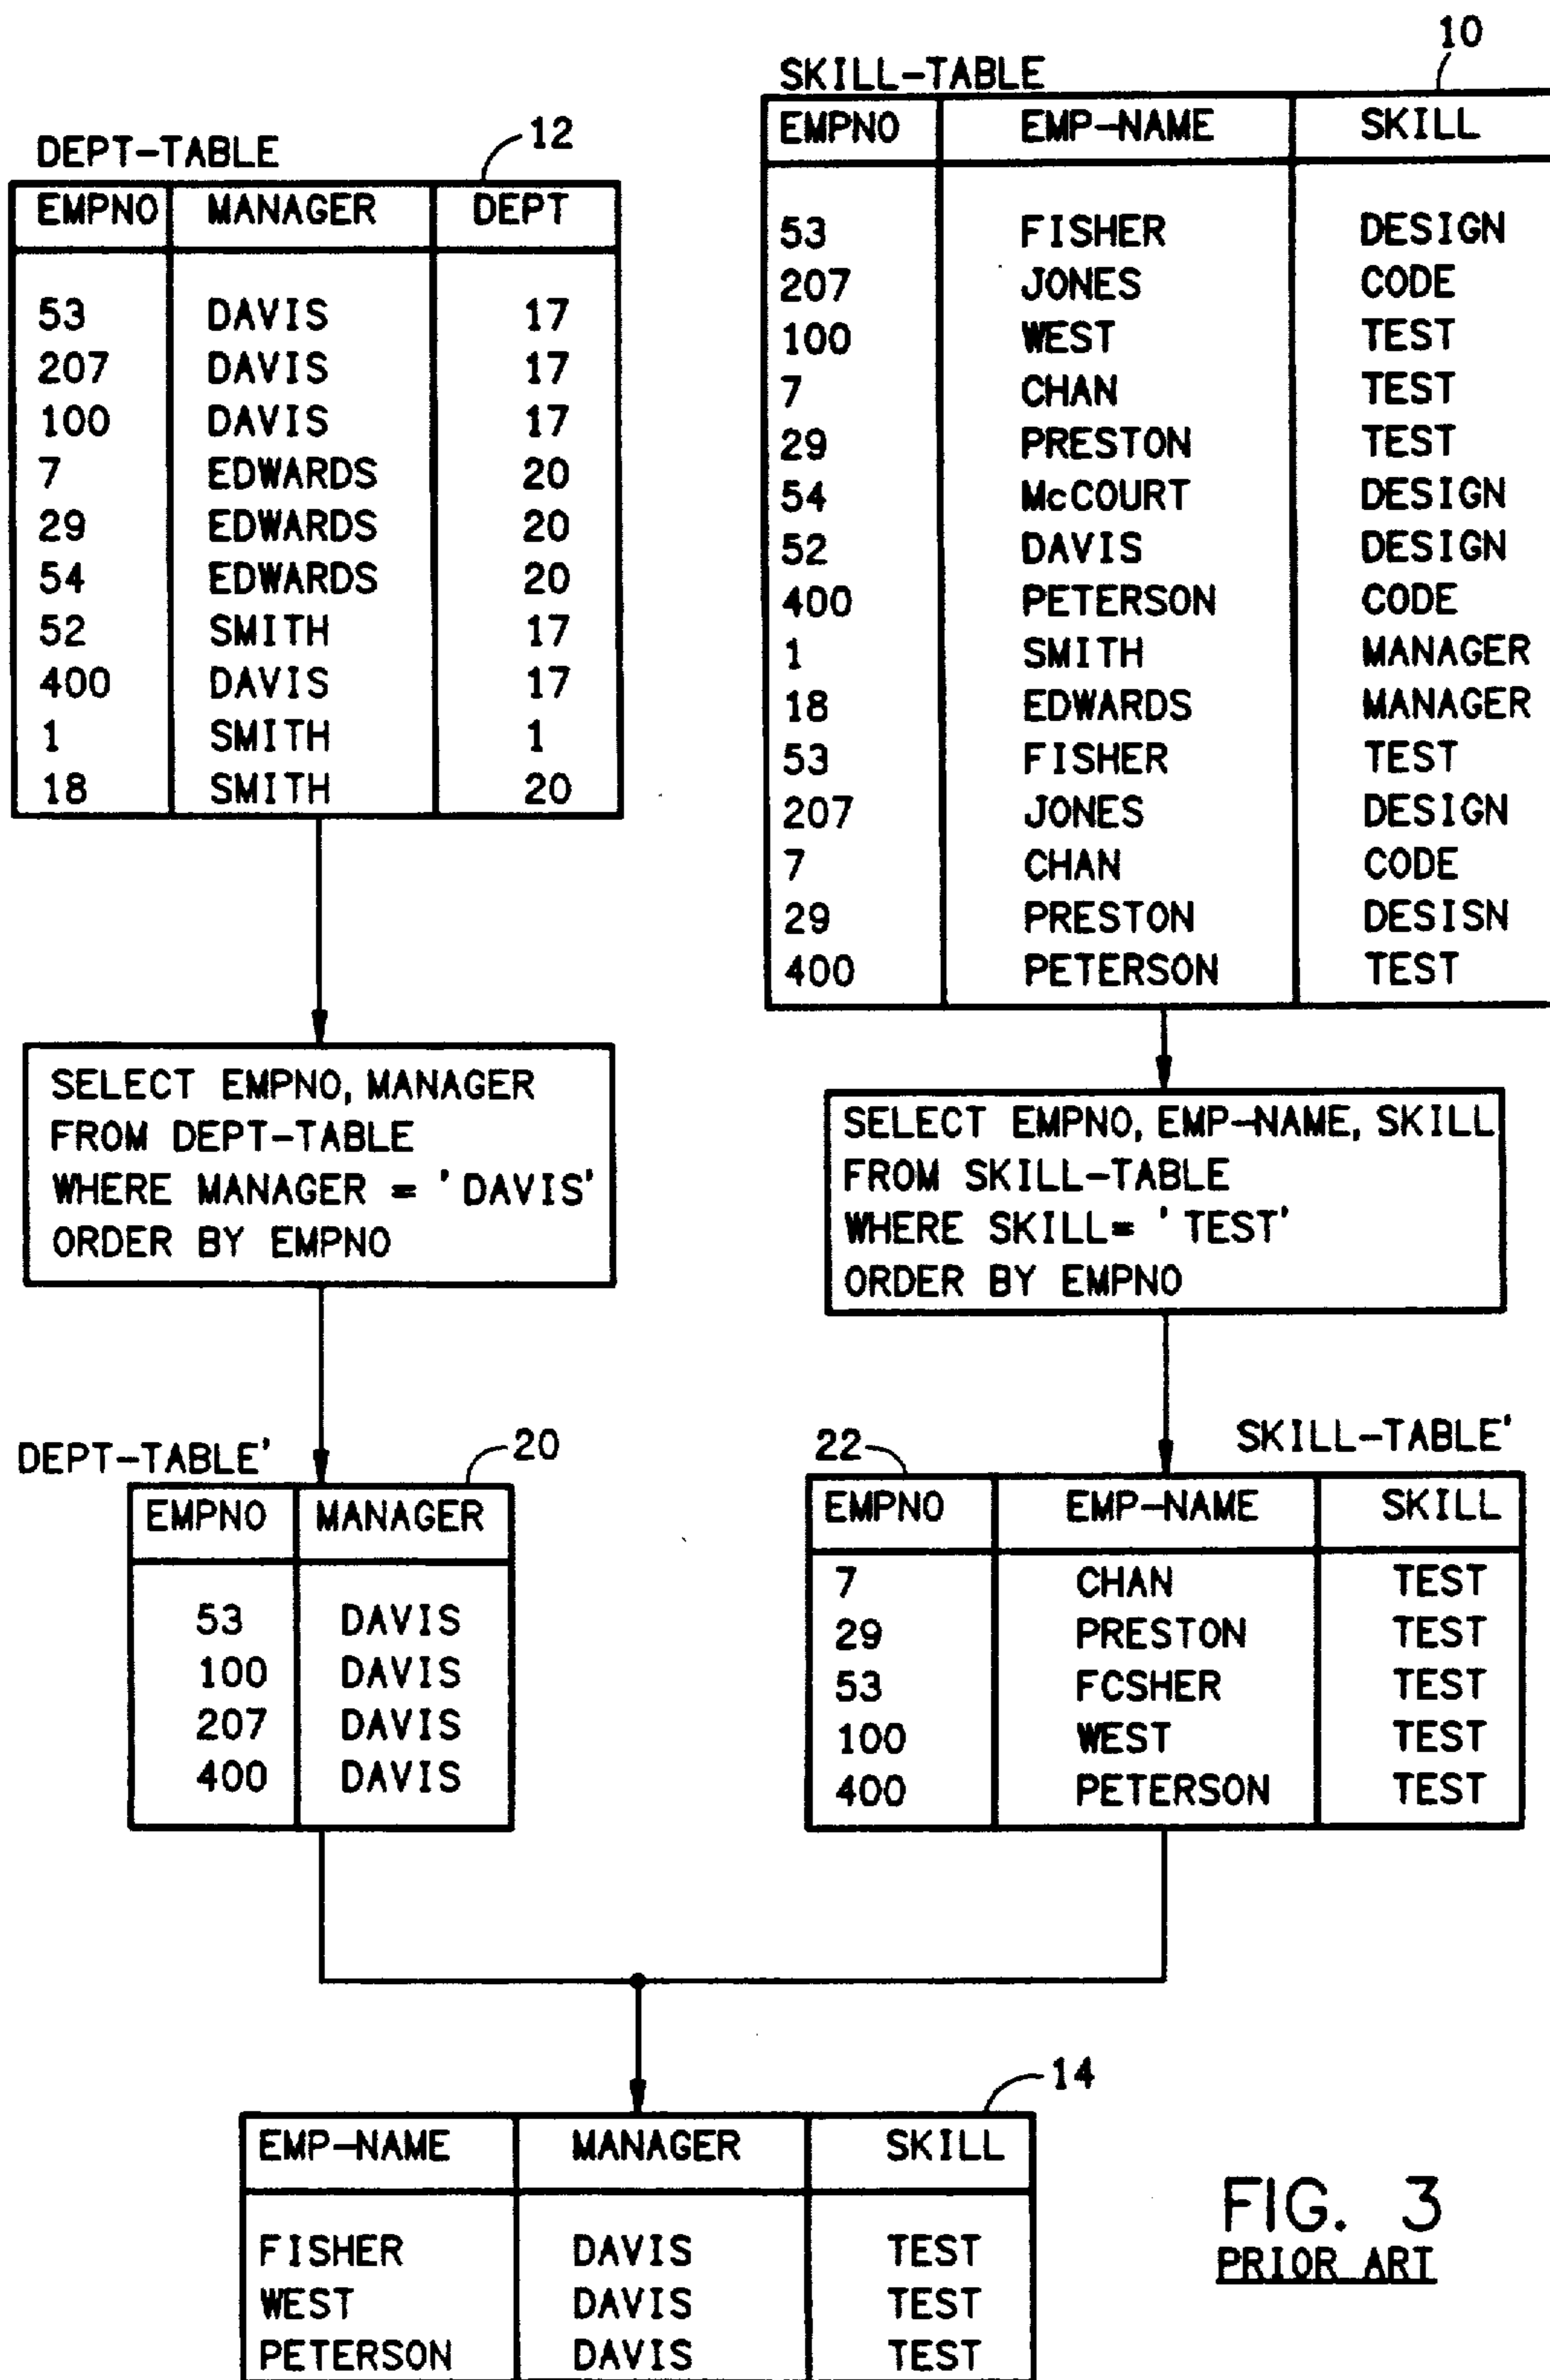 DEPT-TABLE 12
EMPNO MANAGER DEPT
53 DAVIS 17
207 DAVIS 17
100 DAVIS 17
7 EDWARDS 20
29 EDWARDS 20
54 EDWARDS 20
52 SMITH 17
400 DAVIS 17
1 SMITH 1
18 SMITH 20
SKILL-TABLE 10
EMPNO EMP-NAME SKILL
53 FISHER DESIGN
207 JONES CODE
100 WEST TEST
7 CHAN TEST
29 PRESTON TEST
54 McCOURT DESIGN
52 DAVIS DESIGN
400 PETERSON CODE
1 SMITH MANAGER
18 EDWARDS MANAGER
53 FISHER TEST
207 JONES DESIGN
7 CHAN CODE
29 PRESTON DESISN
400 PETERSON TEST
SELECT EMPNO, MANAGER
FROM DEPT-TABLE
WHERE MANAGER = 'DAVIS'
ORDER BY EMPNO
SELECT EMPNO, EMP-NAME, SKILL
FROM SKILL-TABLE
WHERE SKILL= 'TEST'
ORDER BY EMPNO
DEPT-TABLE' 20
EMPNO MANAGER
53 DAVIS
100 DAVIS
207 DAVIS
400 DAVIS
22 SKILL-TABLE'
EMPNO EMP-NAME SKILL
7 CHAN TEST
29 PRESTON TEST
53 FCSHER TEST
100 WEST TEST
400 PETERSON TEST
14
EMP-NAME MANAGER SKILL
FISHER DAVIS TEST
WEST DAVIS TEST
PETERSON DAVIS TEST
FIG. 3
PRIOR ART